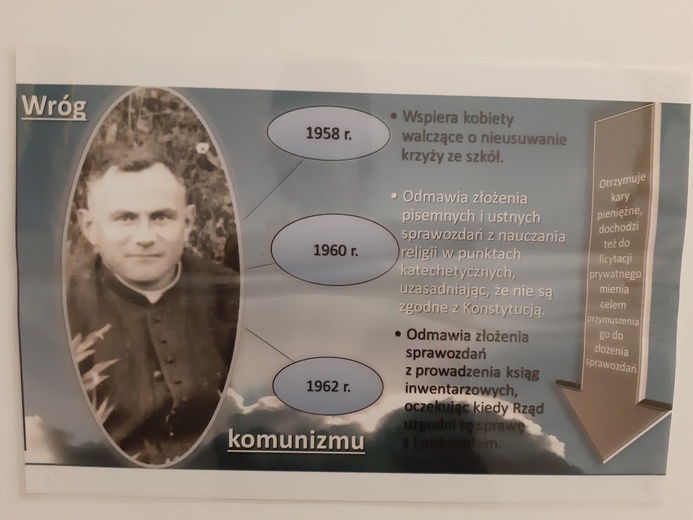 Wróg
1958 r.
• Wspiera kobiety
walczące o nieusuwanie
krzyży ze szkół.
1960 r.
• Odmawia złożenia
pisemnych i ustnych
sprawozdań z nauczania
religii w punktach
katechetycznych,
uzasadniając, że nie są
zgodne z Konstytucją.
1962 r.
• Odmawia złożenia
sprawozdań
z prowadzenia ksiąg
inwentarzowych,
oczekując kiedy Rząd
uzgodni tę sprawę
z Episkopatem.
komunizmu
Otrzymuje
kary
pieniężne,
dochodzi
też do
licytacji
prywatnego
mienia
celem
przymuszenia
go do
złożenia
sprawozdań